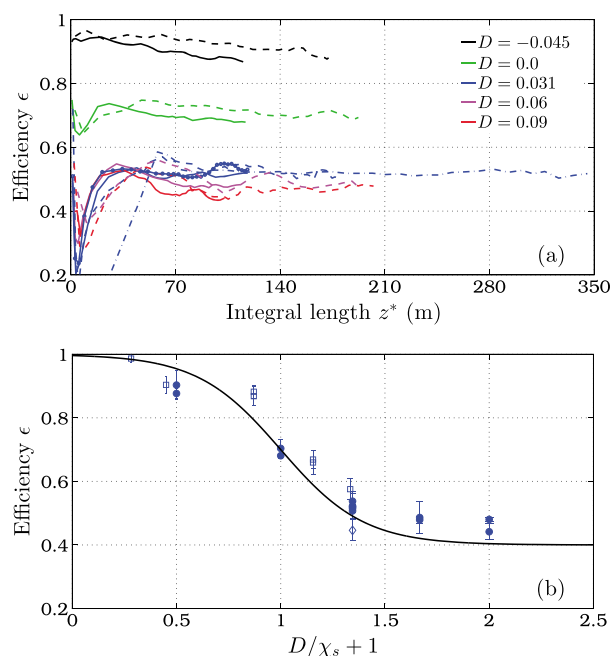 1
0.8
0.6
0.4
0.2
Efficiency ϵ
D = −0.045
D = 0.0
D = 0.031
D = 0.06
D = 0.09
(a)
0 70 140 210 280 350
Integral length z* (m)
1
0.8
0.6
0.4
0.2
Efficiency ϵ
(b)
0 0.5 1 1.5 2 2.5
D/χs + 1